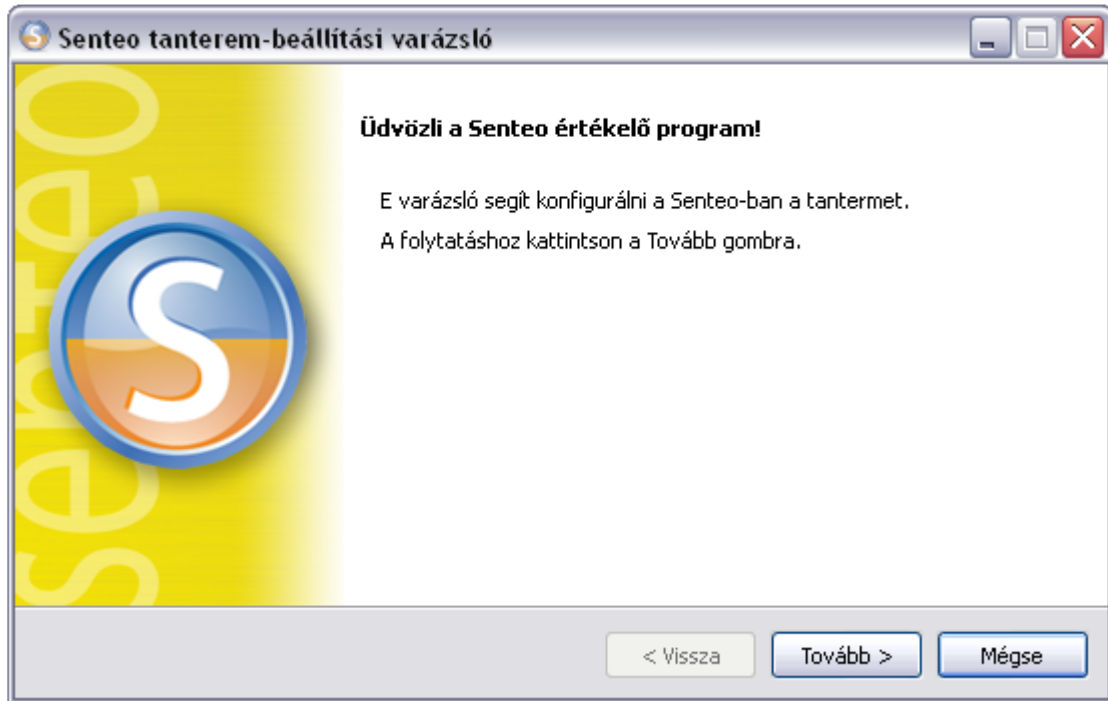 Senteo tanterem-beállítási varázsló
senteo
S
Üdvözli a Senteo értékelő program!
E varázsló segít konfigurálni a Senteo-ban a tantermet.
A folytatáshoz kattintson a Tovább gombra.
< Vissza
Tovább >
Mégse